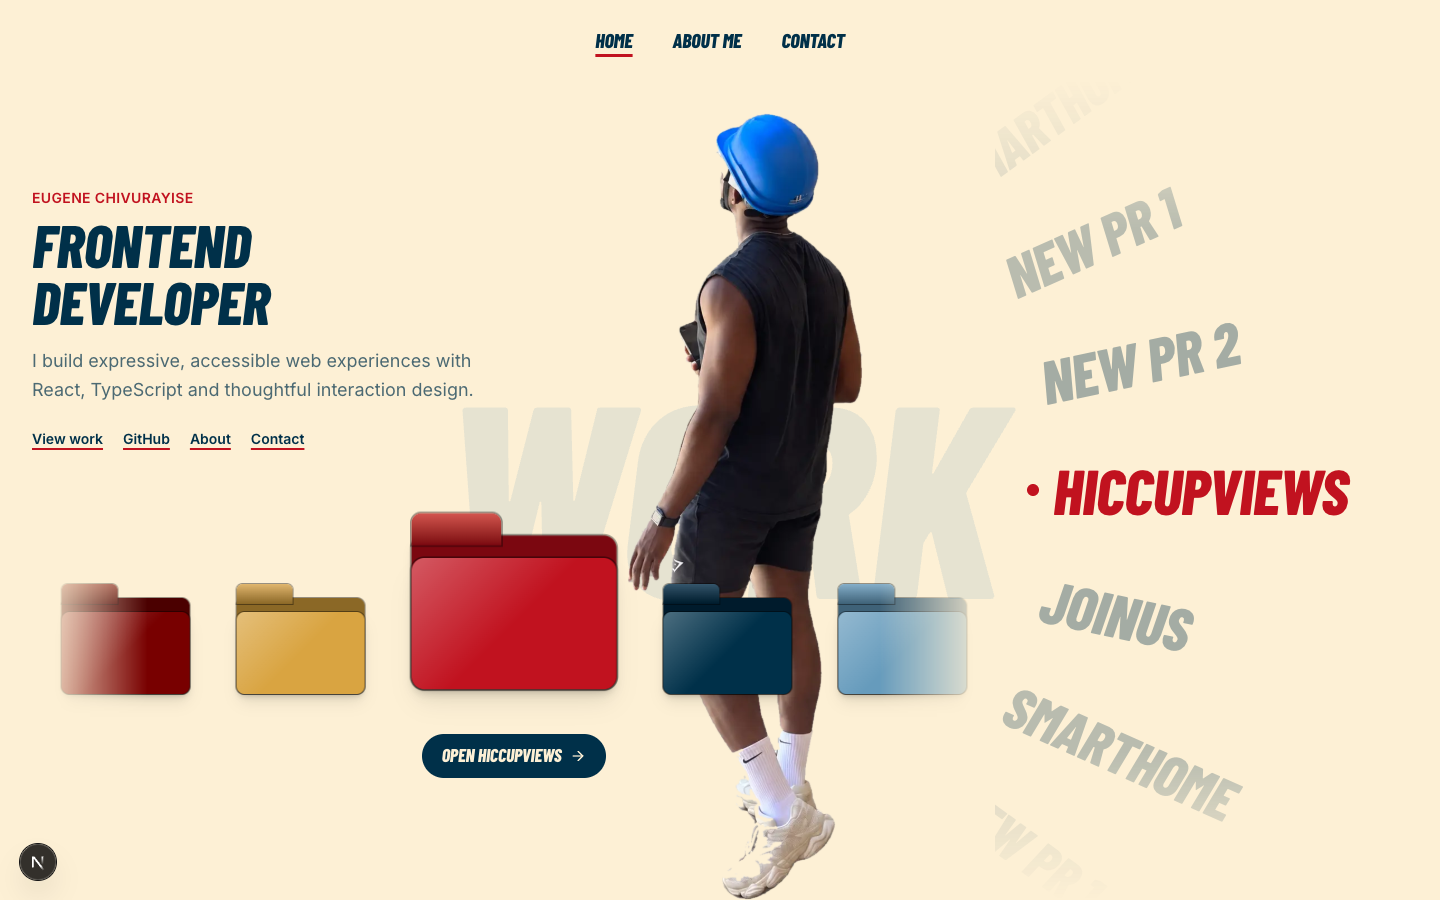 HOME
ABOUT ME
CONTACT
EUGENE CHIVURAYISE
FRONTEND
DEVELOPER
I build expressive, accessible web experiences with
React, TypeScript and thoughtful interaction design.
View work
GitHub
About
Contact
WORK
OPEN HICCUPVIEWS →
NEW PR 1
NEW PR 2
• HICCUPVIEWS
JOINUS
SMARTHOME
N